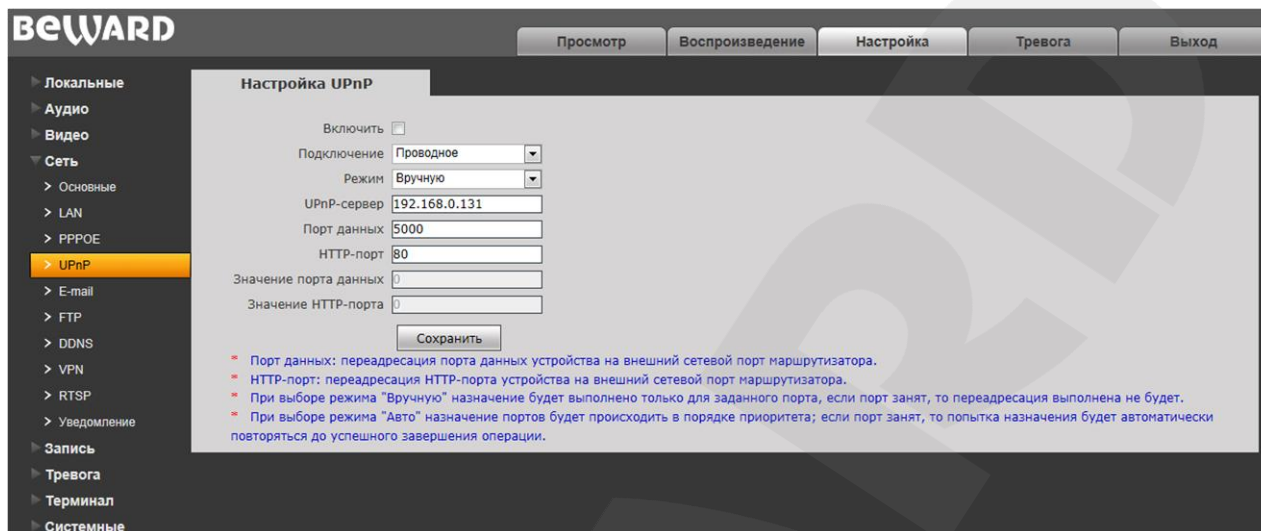 BEWARD
Просмотр
Воспроизведение
Настройка
Тревога
Выход
Локальные
Аудио
Видео
Сеть
Основные
LAN
PPPOE
UPnP
E-mail
FTP
DDNS
VPN
RTSP
Уведомление
Запись
Тревога
Терминал
Системные
Настройка UPnP
Включить
Подключение Проводное
Режим Вручную
UPnP-сервер 192.168.0.131
Порт данных 5000
HTTP-порт 80
Значение порта данных 0
Значение HTTP-порта 0
Сохранить
* Порт данных: переадресация порта данных устройства на внешний сетевой порт маршрутизатора.
* HTTP-порт: переадресация HTTP-порта устройства на внешний сетевой порт маршрутизатора.
* При выборе режима "Вручную" назначение будет выполнено только для заданного порта, если порт занят, то переадресация выполнена не будет.
* При выборе режима "Авто" назначение портов будет происходить в порядке приоритета; если порт занят, то попытка назначения будет автоматически
повторяться до успешного завершения операции.